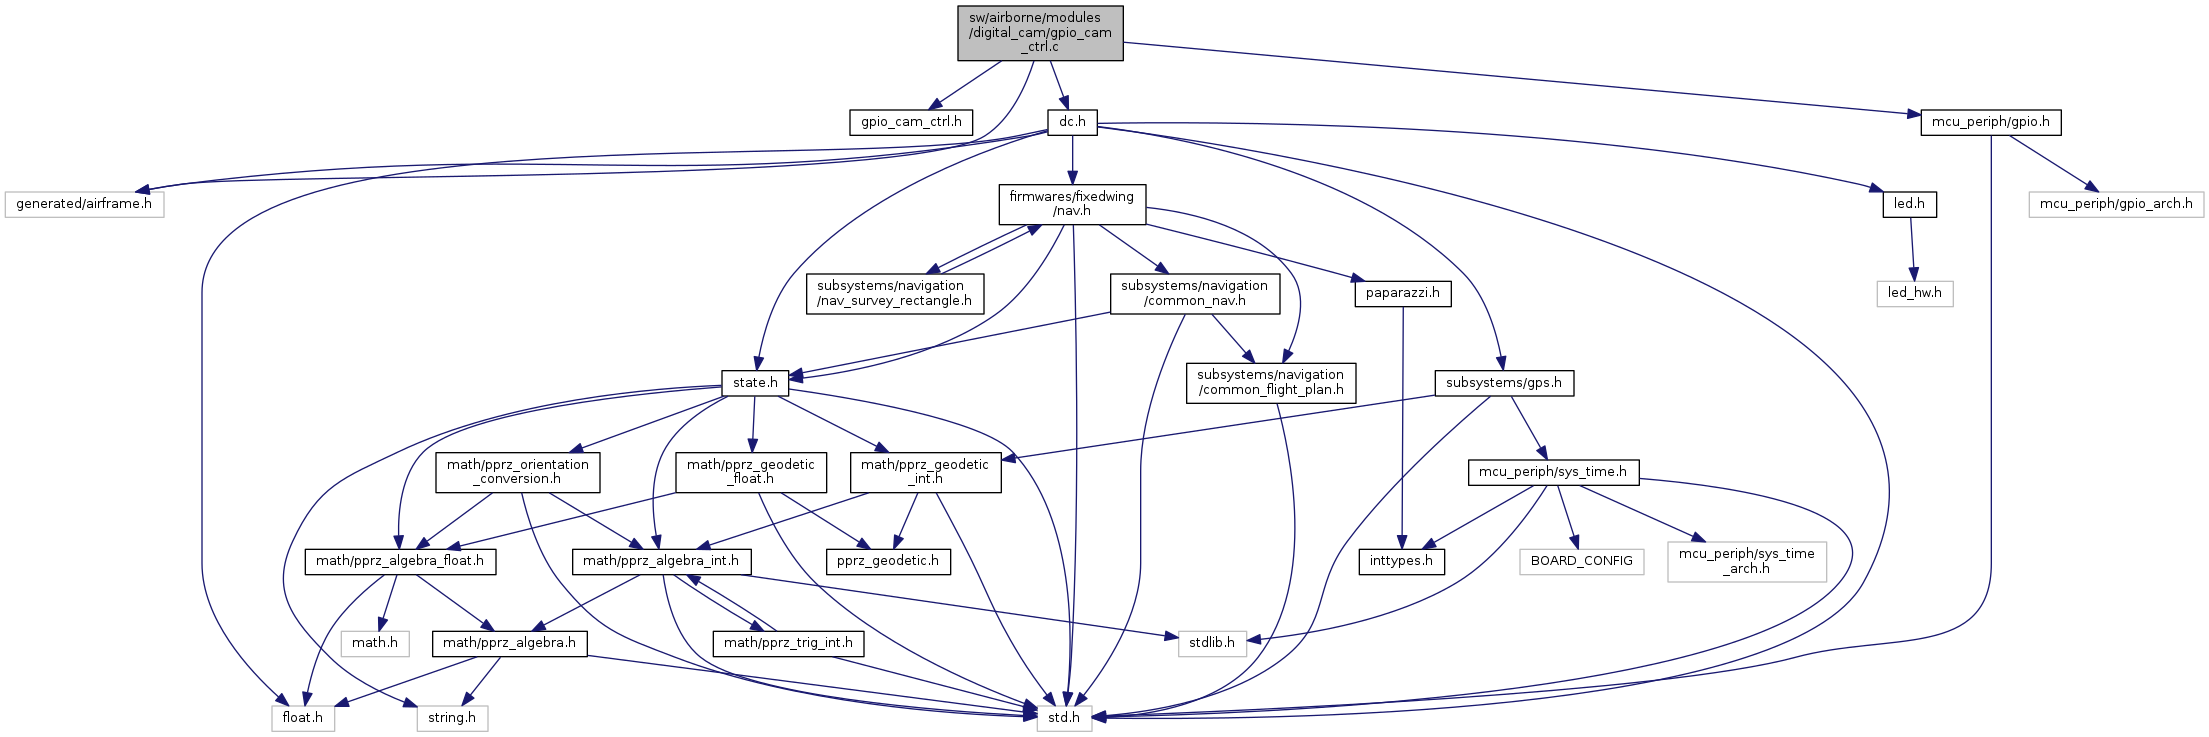 sw/airborne/modules
/digital_cam/gpio_cam
_ctrl.c
gpio_cam_ctrl.h
dc.h
mcu_periph/gpio.h
generated/airframe.h
firmwares/fixedwing
/nav.h
led.h
mcu_periph/gpio_arch.h
subsystems/navigation
/nav_survey_rectangle.h
subsystems/navigation
/common_nav.h
paparazzi.h
led_hw.h
state.h
subsystems/navigation
/common_flight_plan.h
subsystems/gps.h
math/pprz_orientation
_conversion.h
math/pprz_geodetic
_float.h
math/pprz_geodetic
_int.h
mcu_periph/sys_time.h
math/pprz_algebra_float.h
math/pprz_algebra_int.h
pprz_geodetic.h
inttypes.h
BOARD_CONFIG
mcu_periph/sys_time
_arch.h
math.h
math/pprz_algebra.h
math/pprz_trig_int.h
stdlib.h
float.h
string.h
std.h